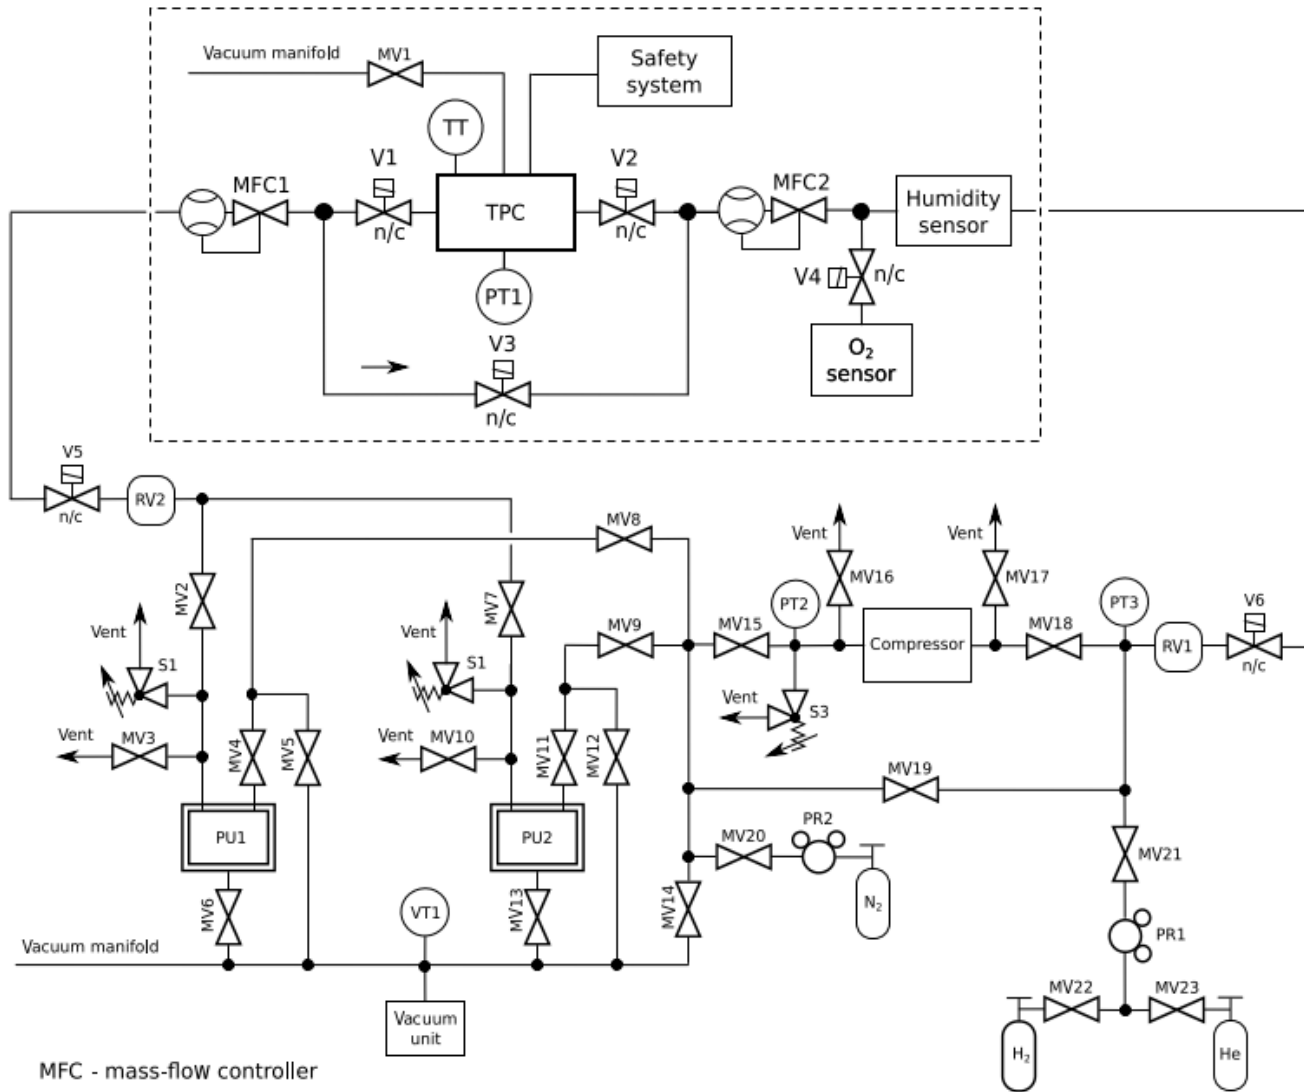 Vacuum manifold
MV1
Safety
system
TT
V1
V2
MFC1
MFC2
TPC
Humidity
sensor
n/c
n/c
V4
n/c
PT1
V3
O₂
sensor
n/c
V5
RV2
n/c
MV8
Vent
Vent
MV2
MV7
MV16
MV17
PT2
PT3
V6
Vent
Vent
MV9
MV15
Compressor
MV18
RV1
n/c
S1
S1
S3
Vent
MV3
MV4
MV5
Vent
MV10
MV11
MV12
Vent
MV19
PU1
PU2
MV20
PR2
MV21
MV6
VT1
MV13
MV14
N₂
Vacuum manifold
PR1
MV22
MV23
Vacuum
unit
H₂
He
MFC - mass-flow controller